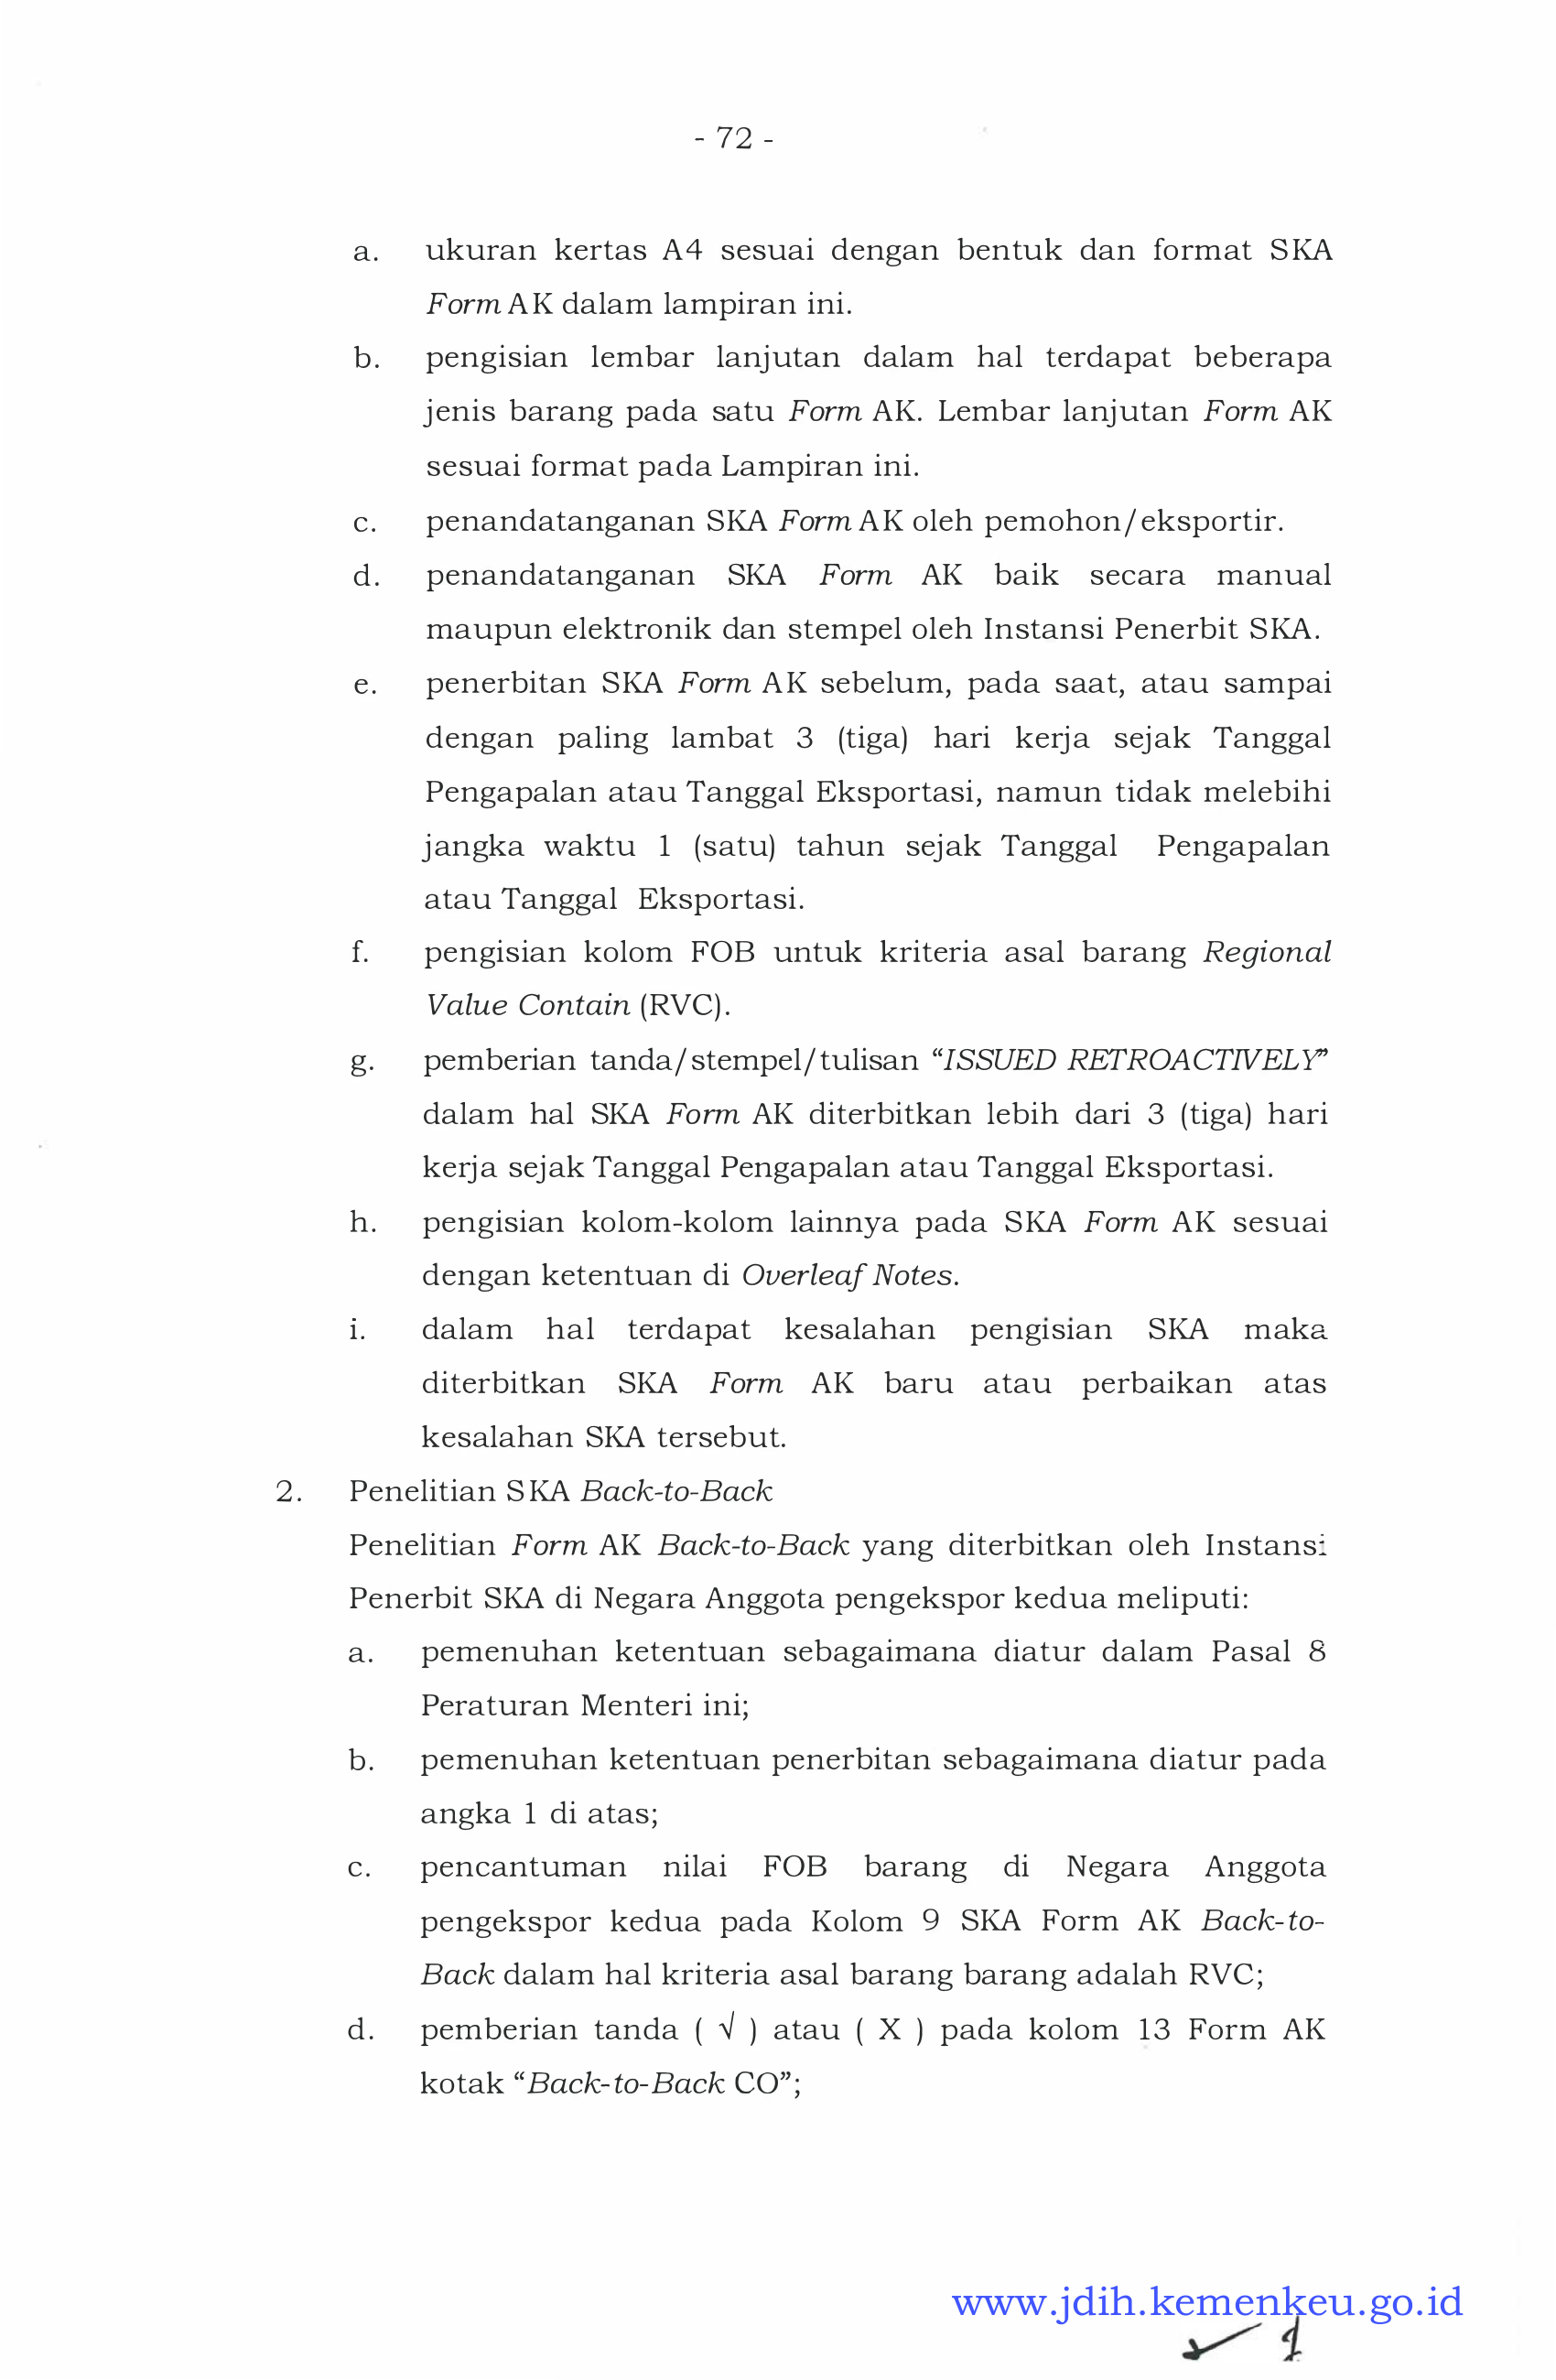 - 72 -
a. ukuran kertas A4 sesuai dengan bentuk dan format SKA
Form AK dalam lampiran ini.
b. pengisian lembar lanjutan dalam hal terdapat beberapa
jenis barang pada satu Form AK. Lembar lanjutan Form AK
sesuai format pada Lampiran ini.
c. penandatanganan SKA Form AK oleh pemohon/eksportir.
d. penandatanganan SKA Form AK baik secara manual
maupun elektronik dan stempel oleh Instansi Penerbit SKA.
e. penerbitan SKA Form AK sebelum, pada saat, atau sampai
dengan paling lambat 3 (tiga) hari kerja sejak Tanggal
Pengapalan atau Tanggal Eksportasi, namun tidak melebihi
jangka waktu 1 (satu) tahun sejak Tanggal Pengapalan
atau Tanggal Eksportasi.
f. pengisian kolom FOB untuk kriteria asal barang Regional
Value Contain (RVC).
g. pemberian tanda/stempel/tulisan “ISSUED RETROACTIVELY”
dalam hal SKA Form AK diterbitkan lebih dari 3 (tiga) hari
kerja sejak Tanggal Pengapalan atau Tanggal Eksportasi.
h. pengisian kolom-kolom lainnya pada SKA Form AK sesuai
dengan ketentuan di Overleaf Notes.
i. dalam hal terdapat kesalahan pengisian SKA maka
diterbitkan SKA Form AK baru atau perbaikan atas
kesalahan SKA tersebut.
2. Penelitian SKA Back-to-Back
Penelitian Form AK Back-to-Back yang diterbitkan oleh Instansi
Penerbit SKA di Negara Anggota pengekspor kedua meliputi:
a. pemenuhan ketentuan sebagaimana diatur dalam Pasal 8
Peraturan Menteri ini;
b. pemenuhan ketentuan penerbitan sebagaimana diatur pada
angka 1 di atas;
c. pencantuman nilai FOB barang di Negara Anggota
pengekspor kedua pada Kolom 9 SKA Form AK Back-to-
Back dalam hal kriteria asal barang barang adalah RVC;
d. pemberian tanda ( √ ) atau ( X ) pada kolom 13 Form AK
kotak “Back-to-Back CO”;
www.jdih.kemenkeu.go.id